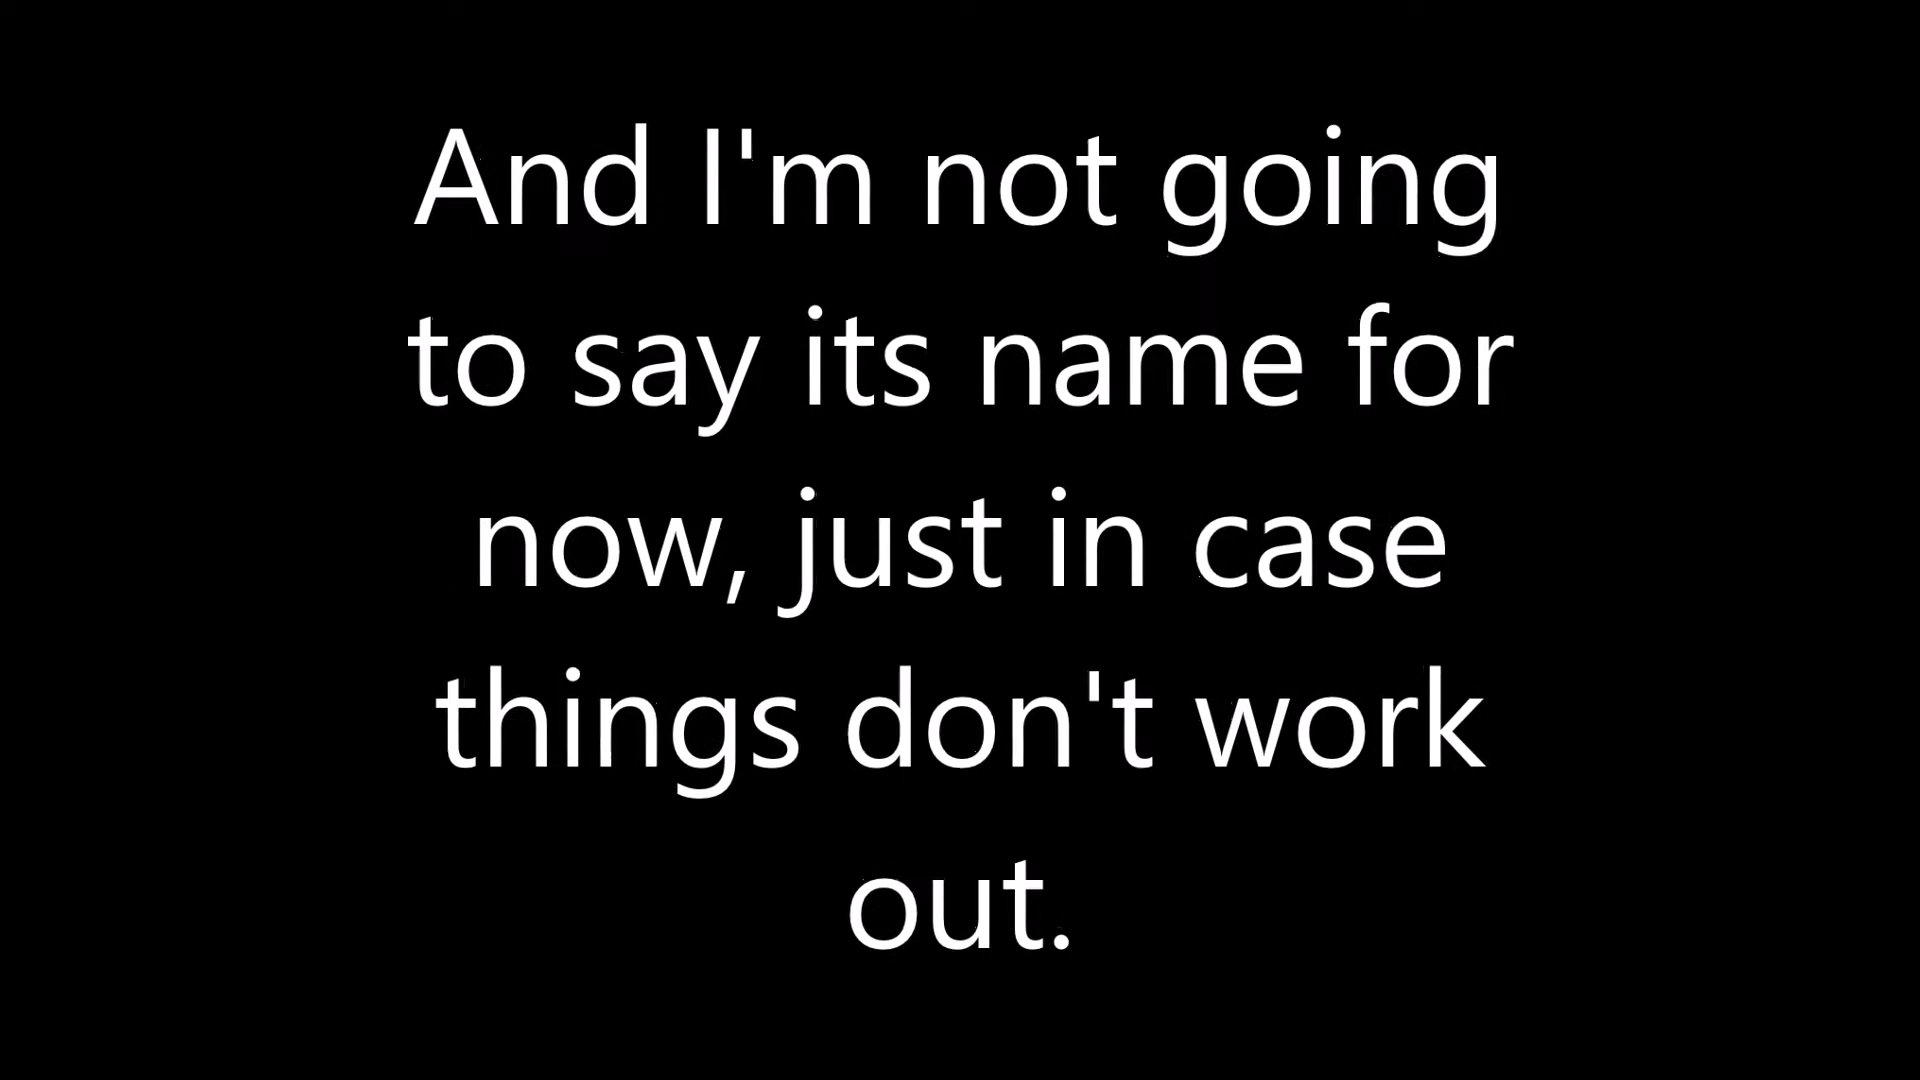 And I'm not going
to say its name for
now, just in case
things don't work
out.